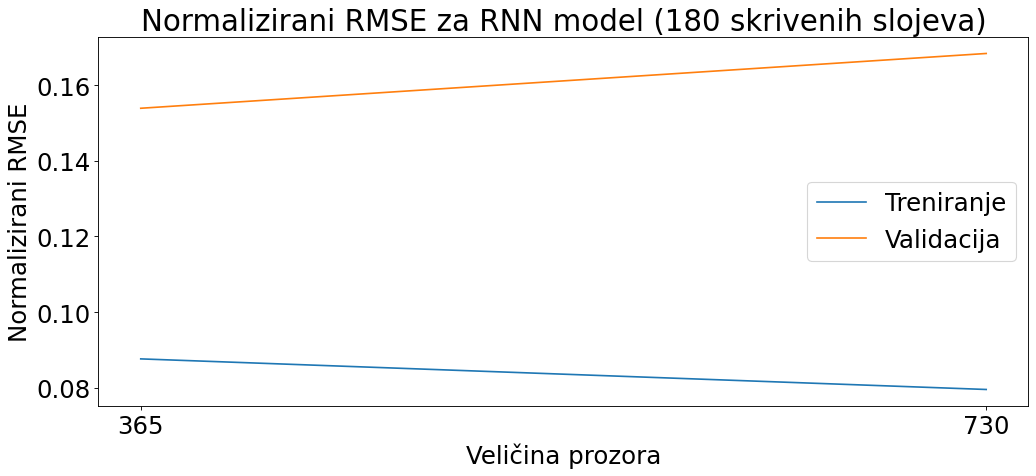 Normalizirani RMSE za RNN model (180 skrivenih slojeva)
Normalizirani RMSE
0.16
0.14
0.12
0.10
0.08
Treniranje
Validacija
365
730
Veličina prozora